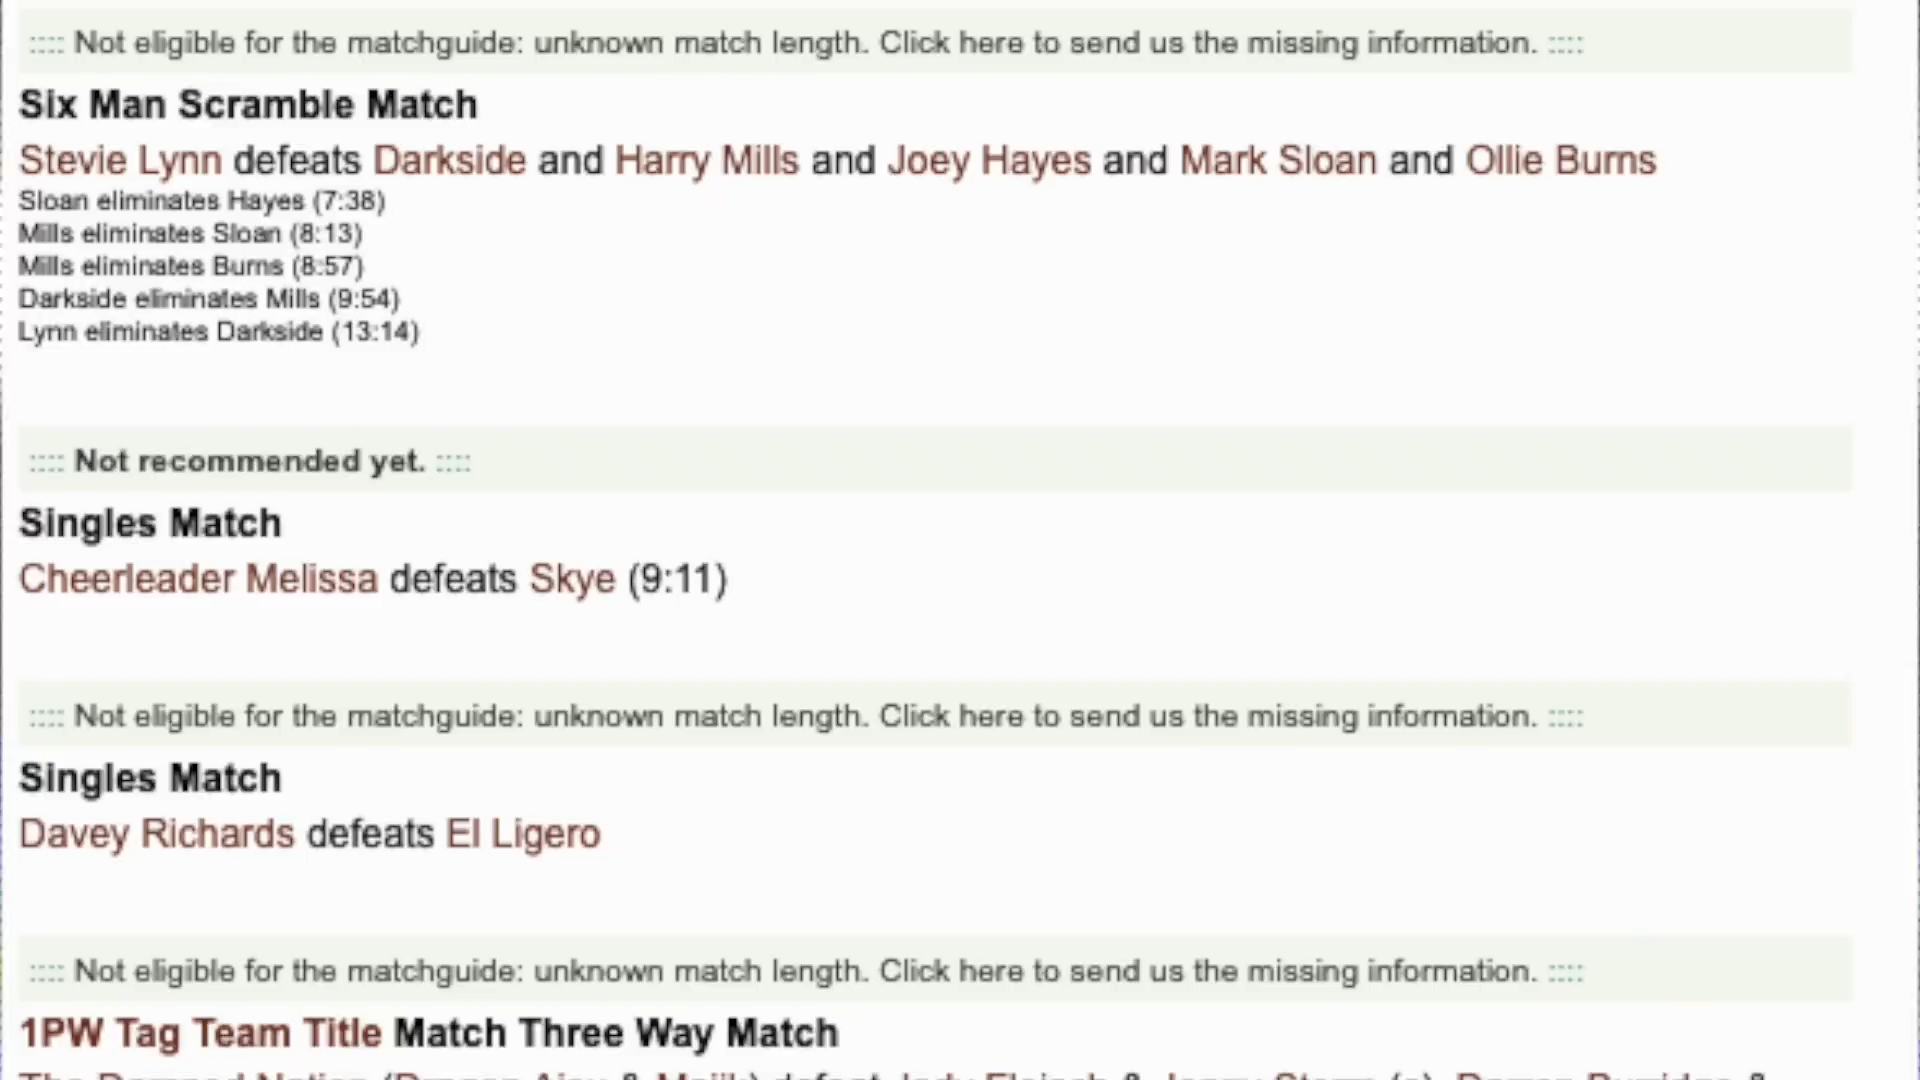 :::: Not eligible for the matchguide: unknown match length. Click here to send us the missing information. ::::
Six Man Scramble Match
Stevie Lynn defeats Darkside and Harry Mills and Joey Hayes and Mark Sloan and Ollie Burns
Sloan eliminates Hayes (7:38)
Mills eliminates Sloan (8:13)
Mills eliminates Burns (8:57)
Darkside eliminates Mills (9:54)
Lynn eliminates Darkside (13:14)
:::: Not recommended yet. ::::
Singles Match
Cheerleader Melissa defeats Skye (9:11)
:::: Not eligible for the matchguide: unknown match length. Click here to send us the missing information. ::::
Singles Match
Davey Richards defeats El Ligero
:::: Not eligible for the matchguide: unknown match length. Click here to send us the missing information. ::::
1PW Tag Team Title Match Three Way Match